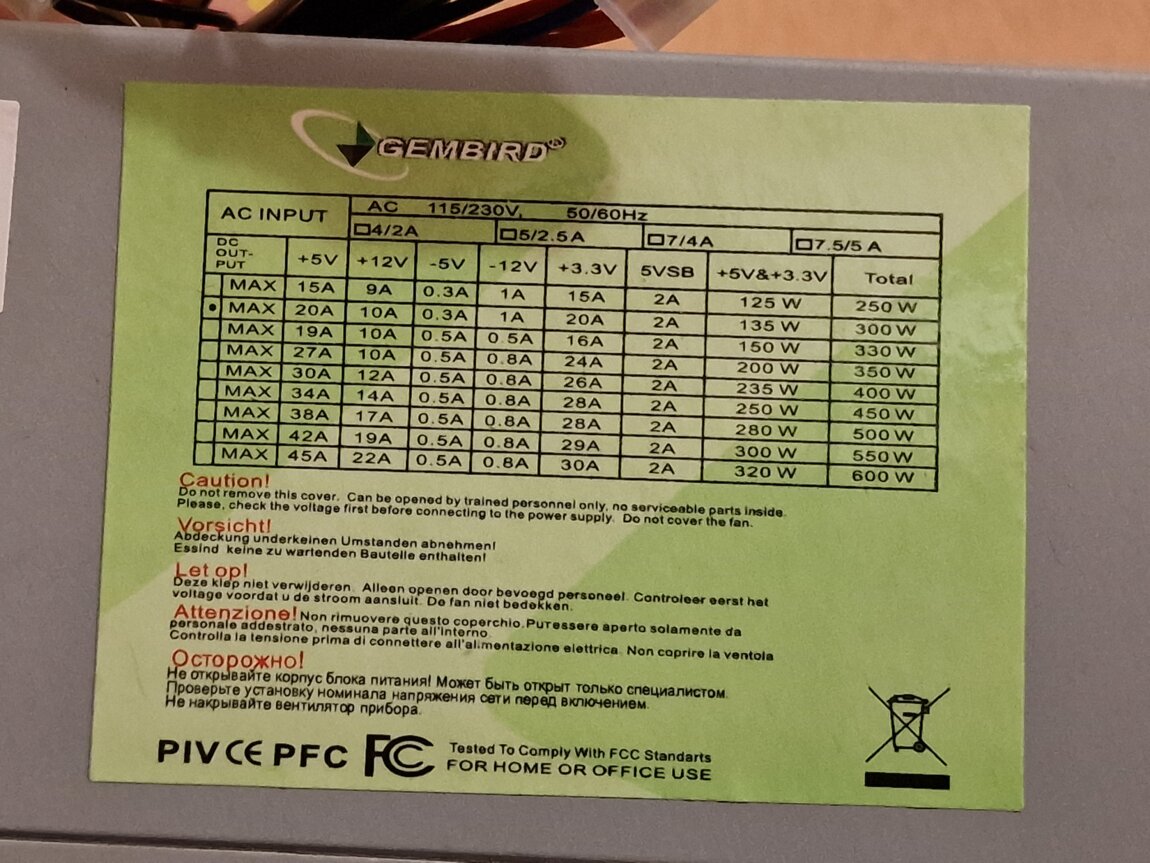 GEMBIRD®
AC INPUT AC 115/230V, 50/60Hz
□4/2A □5/2.5A □7/4A □7.5/5 A
DC OUT-PUT +5V +12V -5V -12V +3.3V 5VSB +5V&+3.3V Total
MAX 15A 9A 0.3A 1A 15A 2A 125 W 250 W
• MAX 20A 10A 0.3A 1A 20A 2A 135 W 300 W
MAX 19A 10A 0.5A 0.5A 16A 2A 150 W 330 W
MAX 27A 10A 0.5A 0.8A 24A 2A 200 W 350 W
MAX 30A 12A 0.5A 0.8A 26A 2A 235 W 400 W
MAX 34A 14A 0.5A 0.8A 28A 2A 250 W 450 W
MAX 38A 17A 0.5A 0.8A 28A 2A 280 W 500 W
MAX 42A 19A 0.5A 0.8A 29A 2A 300 W 550 W
MAX 45A 22A 0.5A 0.8A 30A 2A 320 W 600 W
Caution!
Do not remove this cover. Can be opened by trained personnel only, no serviceable parts inside.
Please, check the voltage first before connecting to the power supply. Do not cover the fan.
Vorsicht!
Abdeckung underkeinen Umstanden abnehmen!
Essind keine zu wartenden Bauteile enthalten!
Let op!
Deze klep niet verwijderen. Alleen openen door bevoegd personeel. Controleer eerst het
voltage voordat u de stroom aansluit. De fan niet bedekken.
Attenzione! Non rimuovere questo coperchio.Puressere aperto solamente da
personale addestrato, nessuna parte all'interno.
Controlla la tensione prima di connettere all'alimentazione elettrica. Non coprire la ventola
Осторожно!
Не открывайте корпус блока питания! Может быть открыт только специалистом.
Проверьте установку номинала напряжения сети перед включением.
Не накрывайте вентилятор прибора.
PIV CE PFC FC Tested To Comply With FCC Standarts
FOR HOME OR OFFICE USE